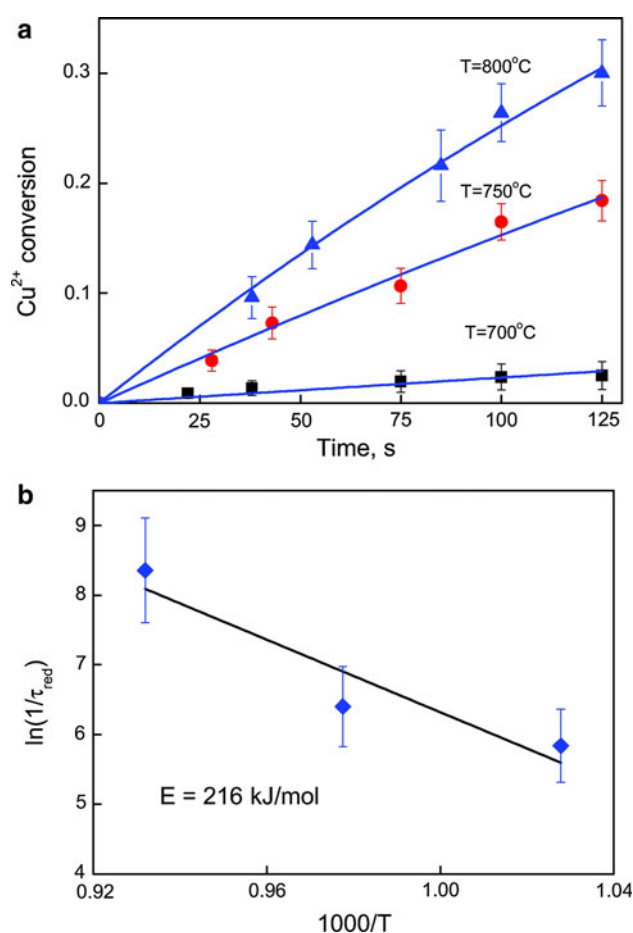 a
0.3
0.2
0.1
0.0
Cu²⁺ conversion
T=800°C
T=750°C
T=700°C
0 25 50 75 100 125
Time, s
b
9
8
7
6
5
4
ln(1/τred)
E = 216 kJ/mol
0.92 0.96 1.00 1.04
1000/T